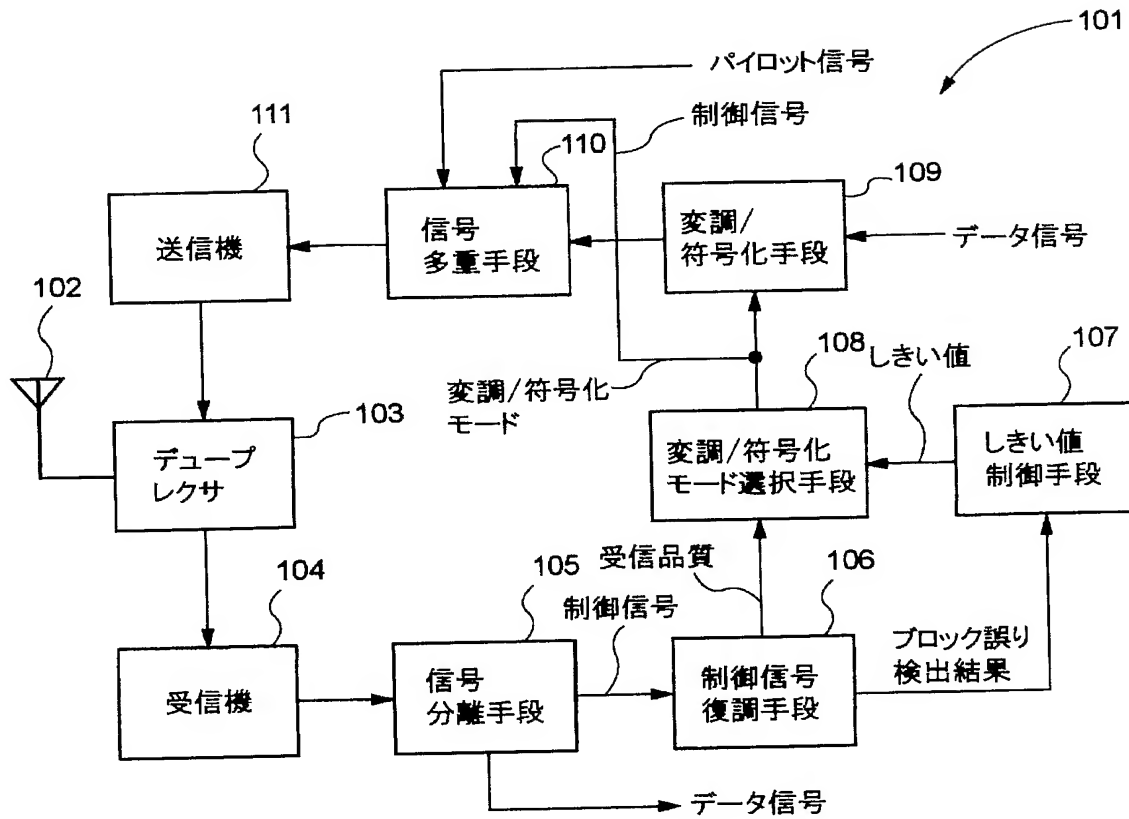 101
パイロット信号
制御信号
111
110
109
送信機
信号
多重手段
変調/
符号化手段
データ信号
102
103
変調/符号化
モード
108
しきい値
107
デュープ
レクサ
変調/符号化
モード選択手段
しきい値
制御手段
104
105
制御信号
受信品質
106
ブロック誤り
検出結果
受信機
信号
分離手段
制御信号
復調手段
データ信号